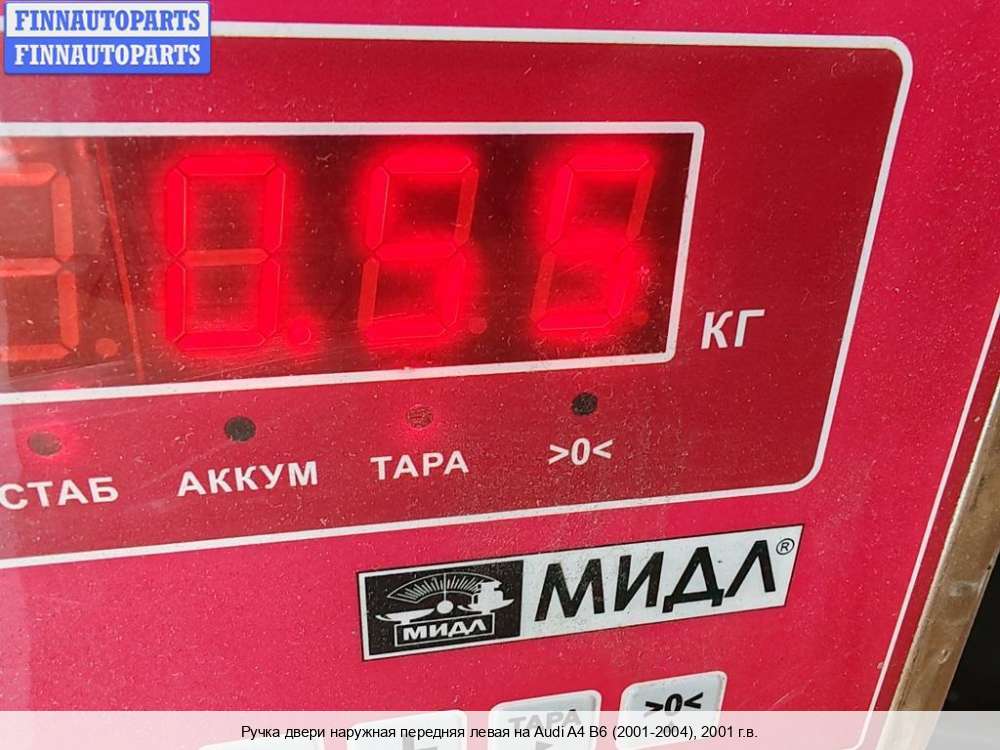 FINNAUTOPARTS
FINNAUTOPARTS
0.55
КГ
СТАБ
АККУМ
ТАРА
>0<
МИДЛ
МИДЛ®
ТАРА
>0<
Ручка двери наружная передняя левая на Audi A4 B6 (2001-2004), 2001 г.в.